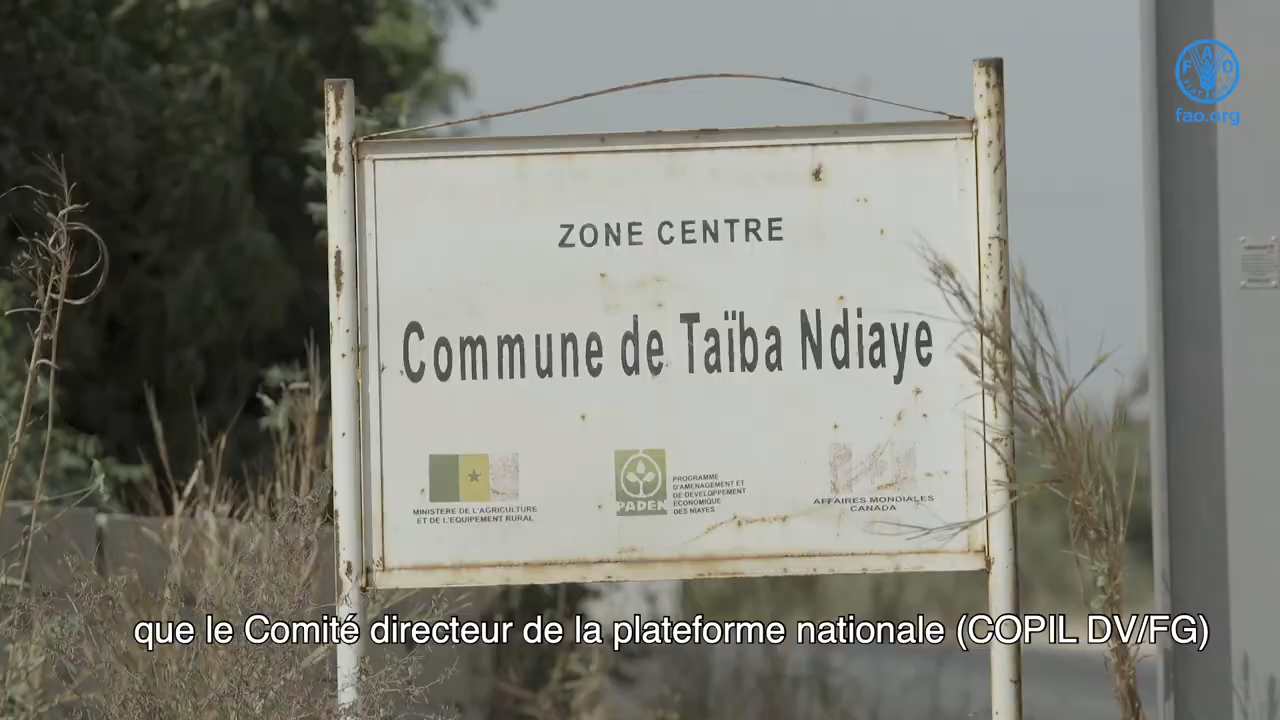 FAO
fao.org
ZONE CENTRE
Commune de Taïba Ndiaye
MINISTERE DE L'AGRICULTURE
ET DE L'EQUIPEMENT RURAL
PADEN
PROGRAMME
D'AMENAGEMENT ET
DE DEVELOPPEMENT
ECONOMIQUE
DES NIAYES
AFFAIRES MONDIALES
CANADA
que le Comité directeur de la plateforme nationale (COPIL DV/FG)